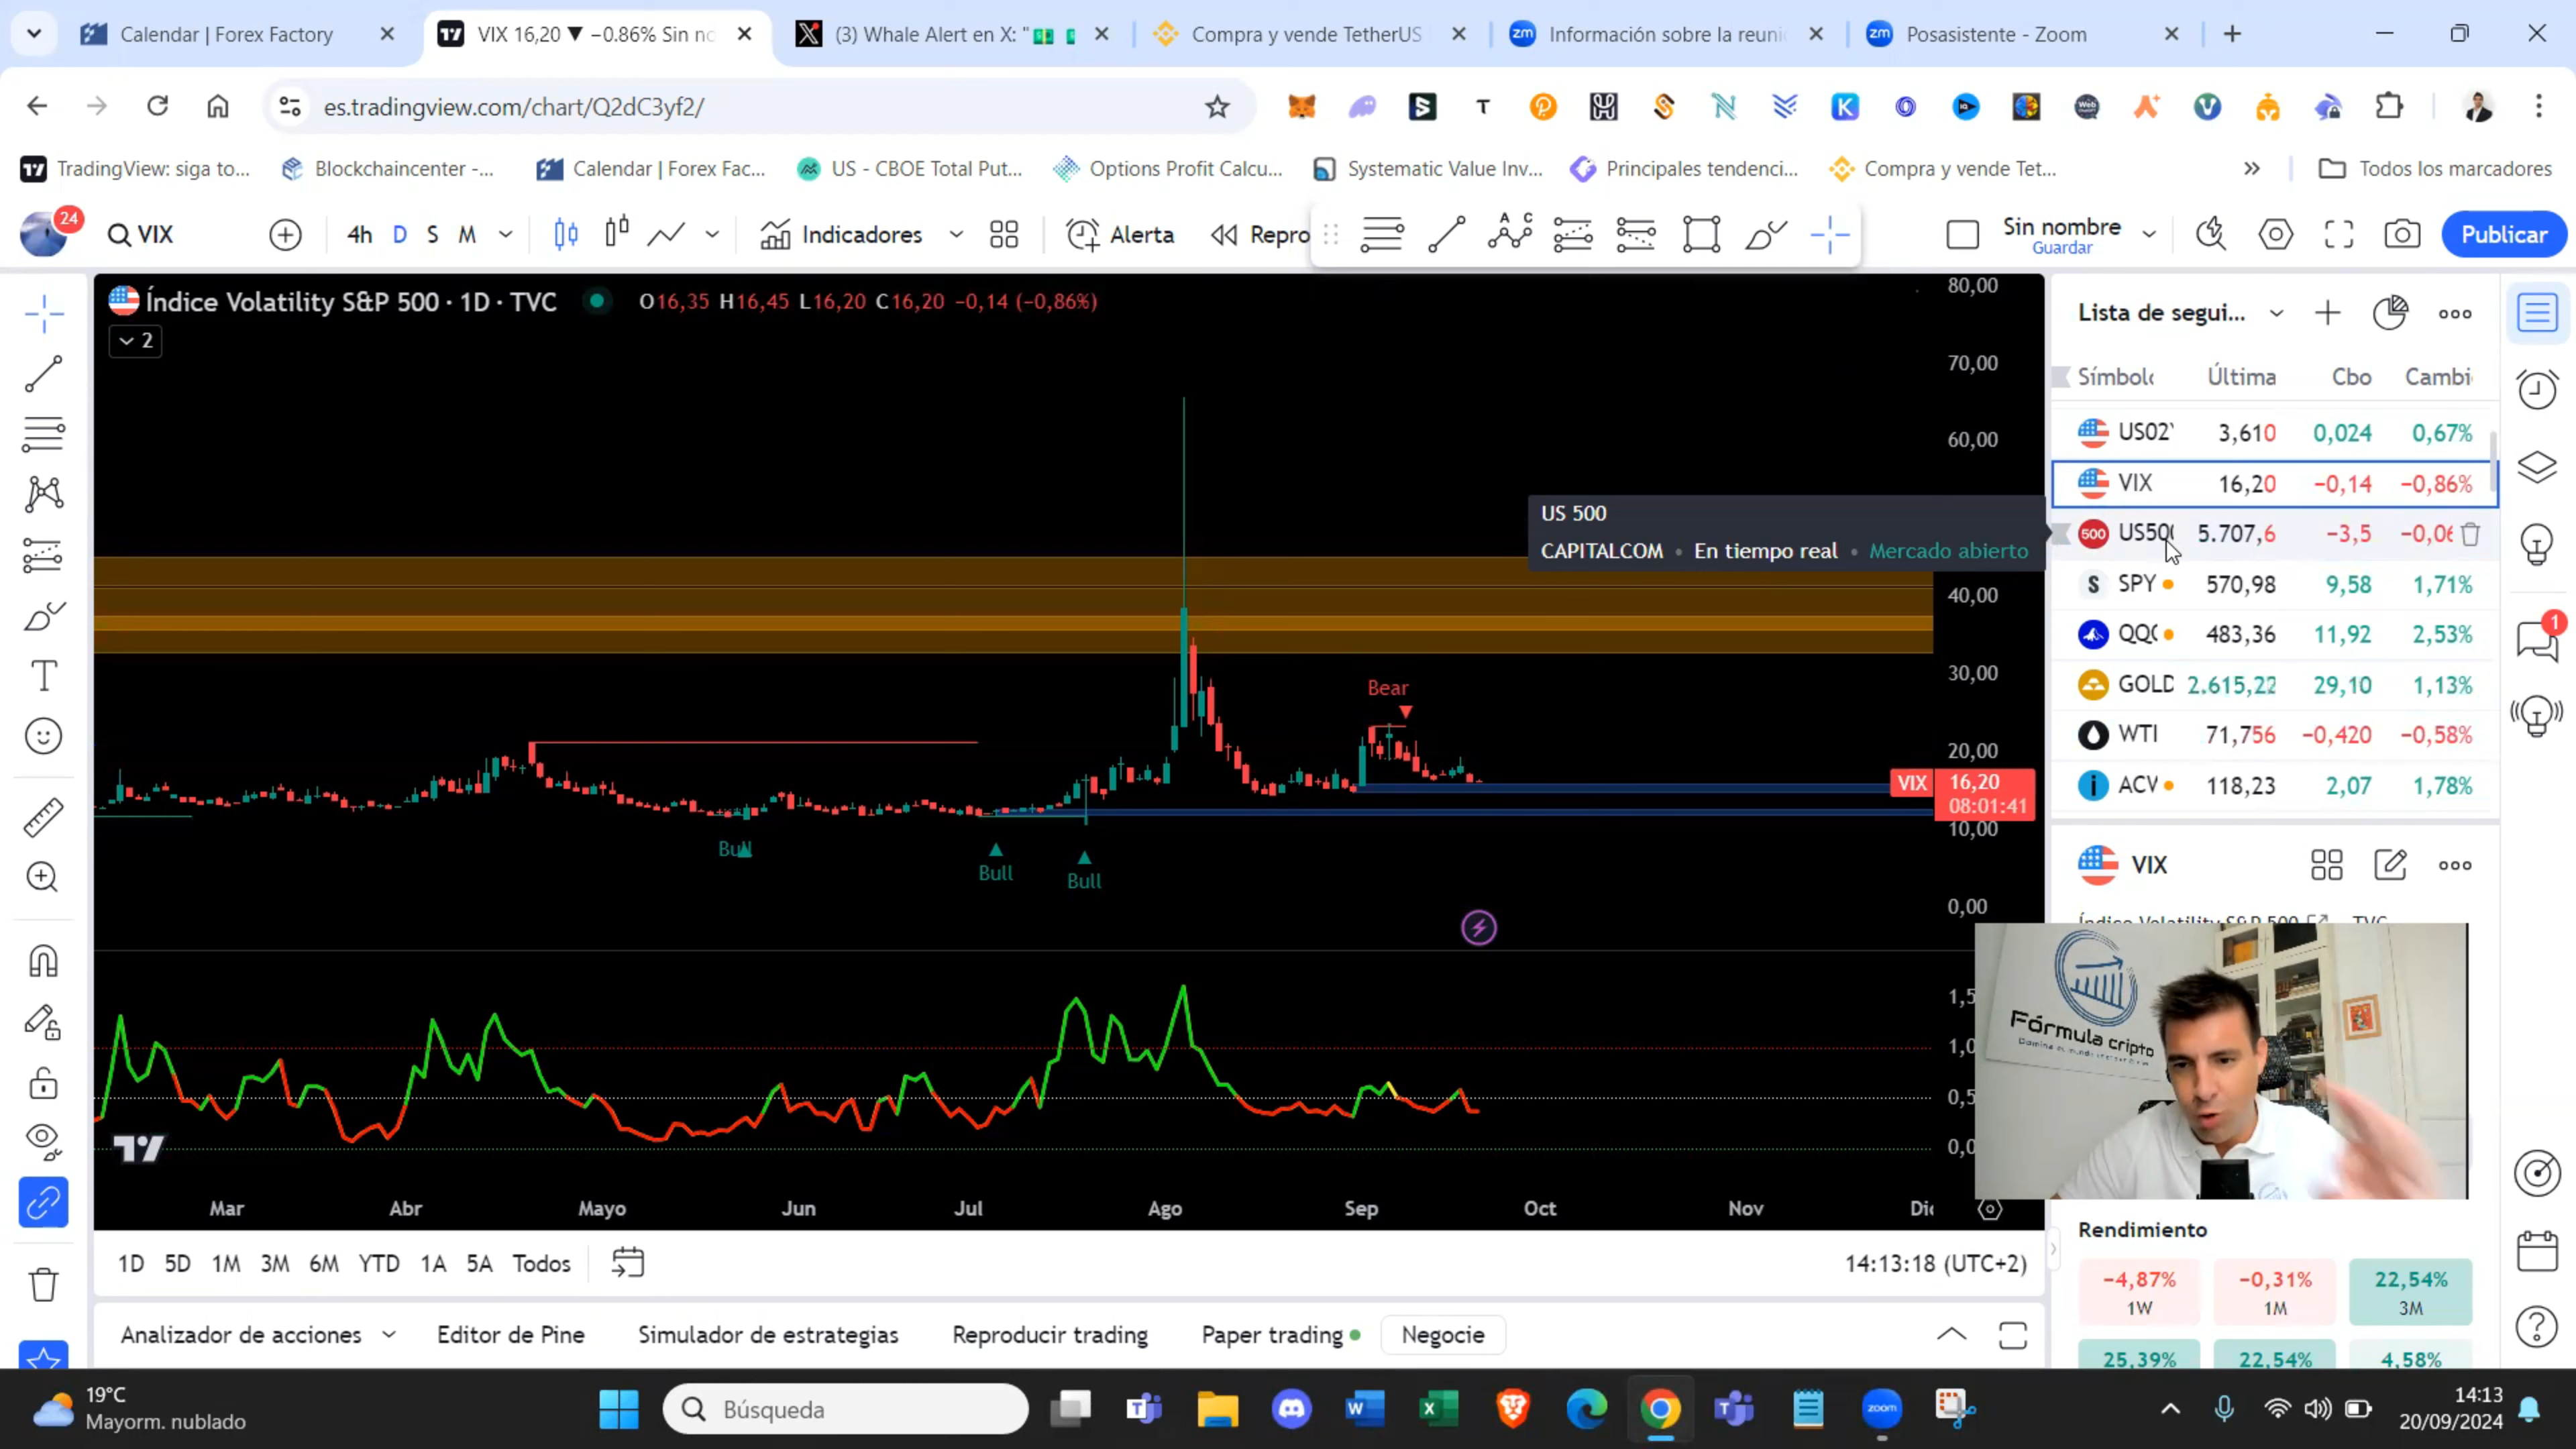 Calendar | Forex Factory
VIX 16,20 ▼ −0.86% Sin no
(3) Whale Alert en X: "
Compra y vende TetherUS
Información sobre la reuni
Posasistente - Zoom
es.tradingview.com/chart/Q2dC3yf2/
TradingView: siga to...
Blockchaincenter -...
Calendar | Forex Fac...
US - CBOE Total Put...
Options Profit Calcu...
Systematic Value Inv...
Principales tendenci...
Compra y vende Tet...
Todos los marcadores
24
VIX
4h D S M
Indicadores
Alerta
Repro
Sin nombre
Guardar
Publicar
Índice Volatility S&P 500 · 1D · TVC
O16,35 H16,45 L16,20 C16,20 −0,14 (−0,86%)
2
80,00
70,00
60,00
40,00
30,00
20,00
10,00
0,00
VIX 16,20
08:01:41
Bear
Bull
Bull
Bull
1,5
1,0
0,5
0,0
Mar Abr Mayo Jun Jul Ago Sep Oct Nov Dic
US 500
CAPITALCOM • En tiempo real • Mercado abierto
Lista de segui...
Símbolo Última Cbo Cambi
US02Y 3,610 0,024 0,67%
VIX 16,20 −0,14 −0,86%
500 US500 5.707,6 −3,5 −0,06
S SPY 570,98 9,58 1,71%
QQQ 483,36 11,92 2,53%
GOLD 2.615,22 29,10 1,13%
WTI 71,756 −0,420 −0,58%
ACV 118,23 2,07 1,78%
1
VIX
Índice Volatility S&P 500 TVC
Fórmula cripto
Rendimiento
−4,87% −0,31% 22,54%
1W 1M 3M
25,39% 22,54% 4,58%
1D 5D 1M 3M 6M YTD 1A 5A Todos
14:13:18 (UTC+2)
Analizador de acciones
Editor de Pine
Simulador de estrategias
Reproducir trading
Paper trading
Negocie
19°C
Mayorm. nublado
Búsqueda
zoom
14:13
20/09/2024